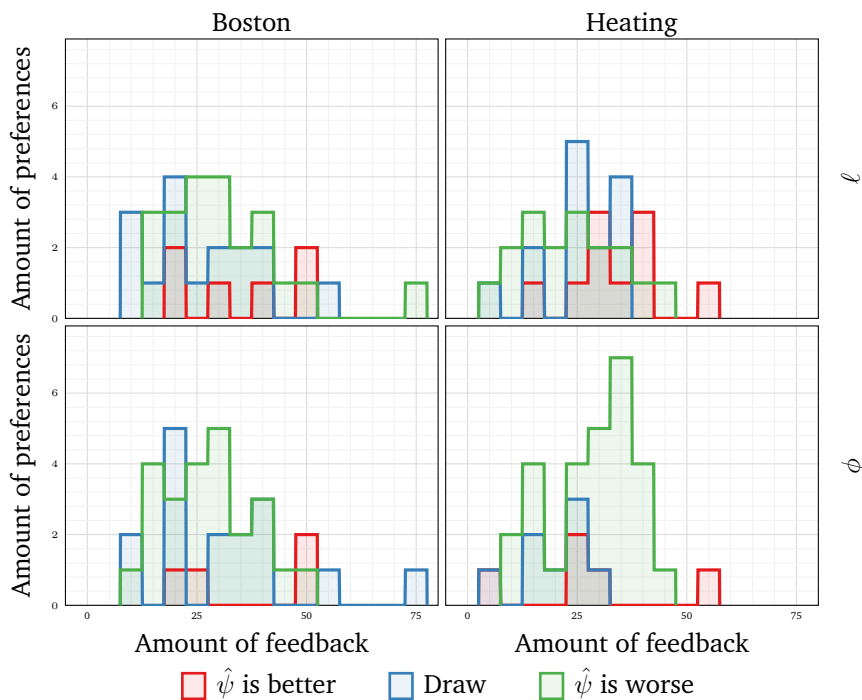 Boston Heating
Amount of preferences
6
4
2
0
ℓ
Amount of preferences
6
4
2
0
ϕ
0 25 50 75 0 25 50 75
Amount of feedback Amount of feedback
ψ̂ is better Draw ψ̂ is worse